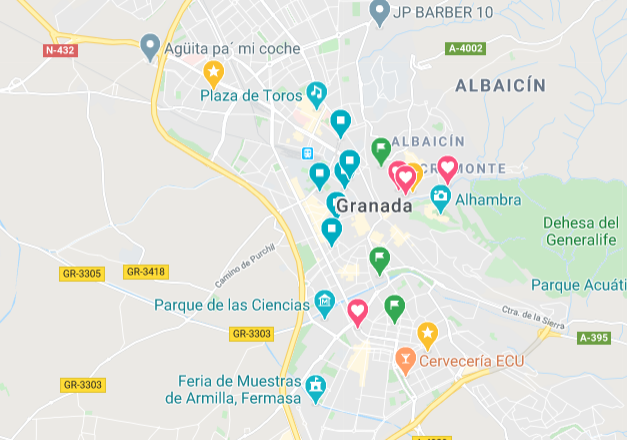 JP BARBER 10
N-432
Agüita pa´ mi coche
A-4002
ALBAICÍN
Plaza de Toros
ALBAICÍN
Granada
Alhambra
Dehesa del
Generalife
Camino de Purchil
GR-3305
GR-3418
Parque Acuáti
Parque de las Ciencias
Ctra. de la Sierra
GR-3303
A-395
Cervecería ECU
GR-3303
Feria de Muestras
de Armilla, Fermasa